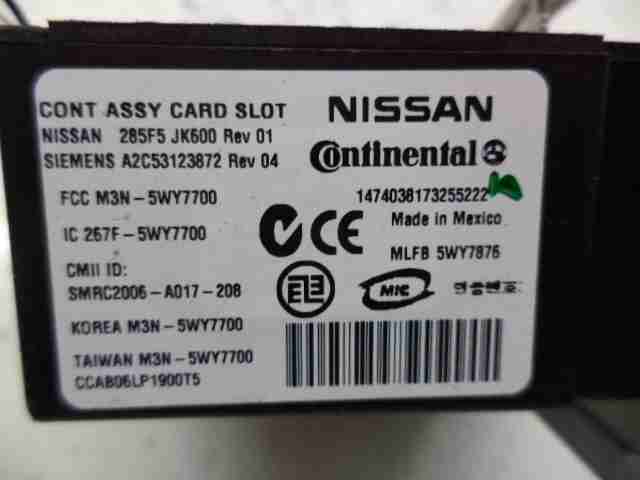 CONT ASSY CARD SLOT
NISSAN
NISSAN 285F5 JK600 Rev 01
SIEMENS A2C53123872 Rev 04
Continental
FCC M3N-5WY7700
1474036173255222
Made in Mexico
IC 267F-5WY7700
CE
MLFB 5WY7876
CMII ID:
SMRC2006-A017-208
MIC
KOREA M3N-5WY7700
TAIWAN M3N-5WY7700
CCAB06LP1900T5